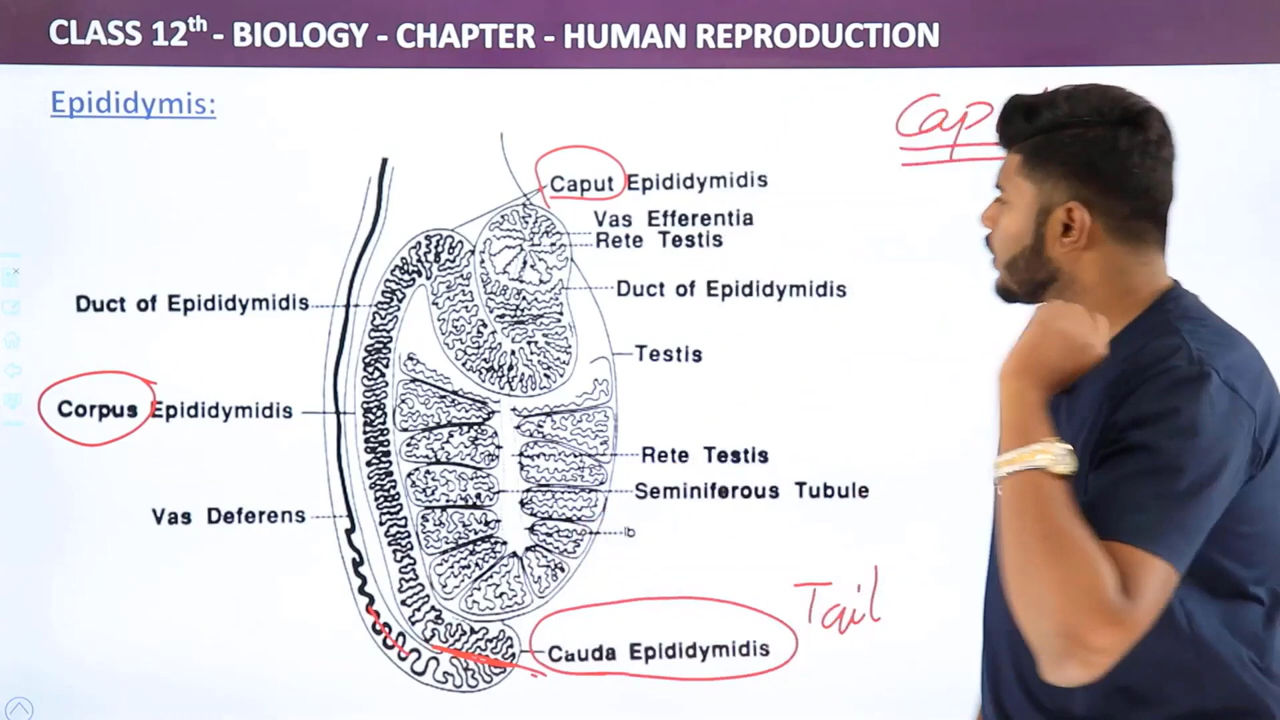 CLASS 12th - BIOLOGY - CHAPTER - HUMAN REPRODUCTION
Epididymis:
Cap
Caput Epididymidis
Vas Efferentia
Rete Testis
Duct of Epididymidis
Duct of Epididymidis
Testis
Corpus Epididymidis
Rete Testis
Seminiferous Tubule
Vas Deferens
Tail
Cauda Epididymidis